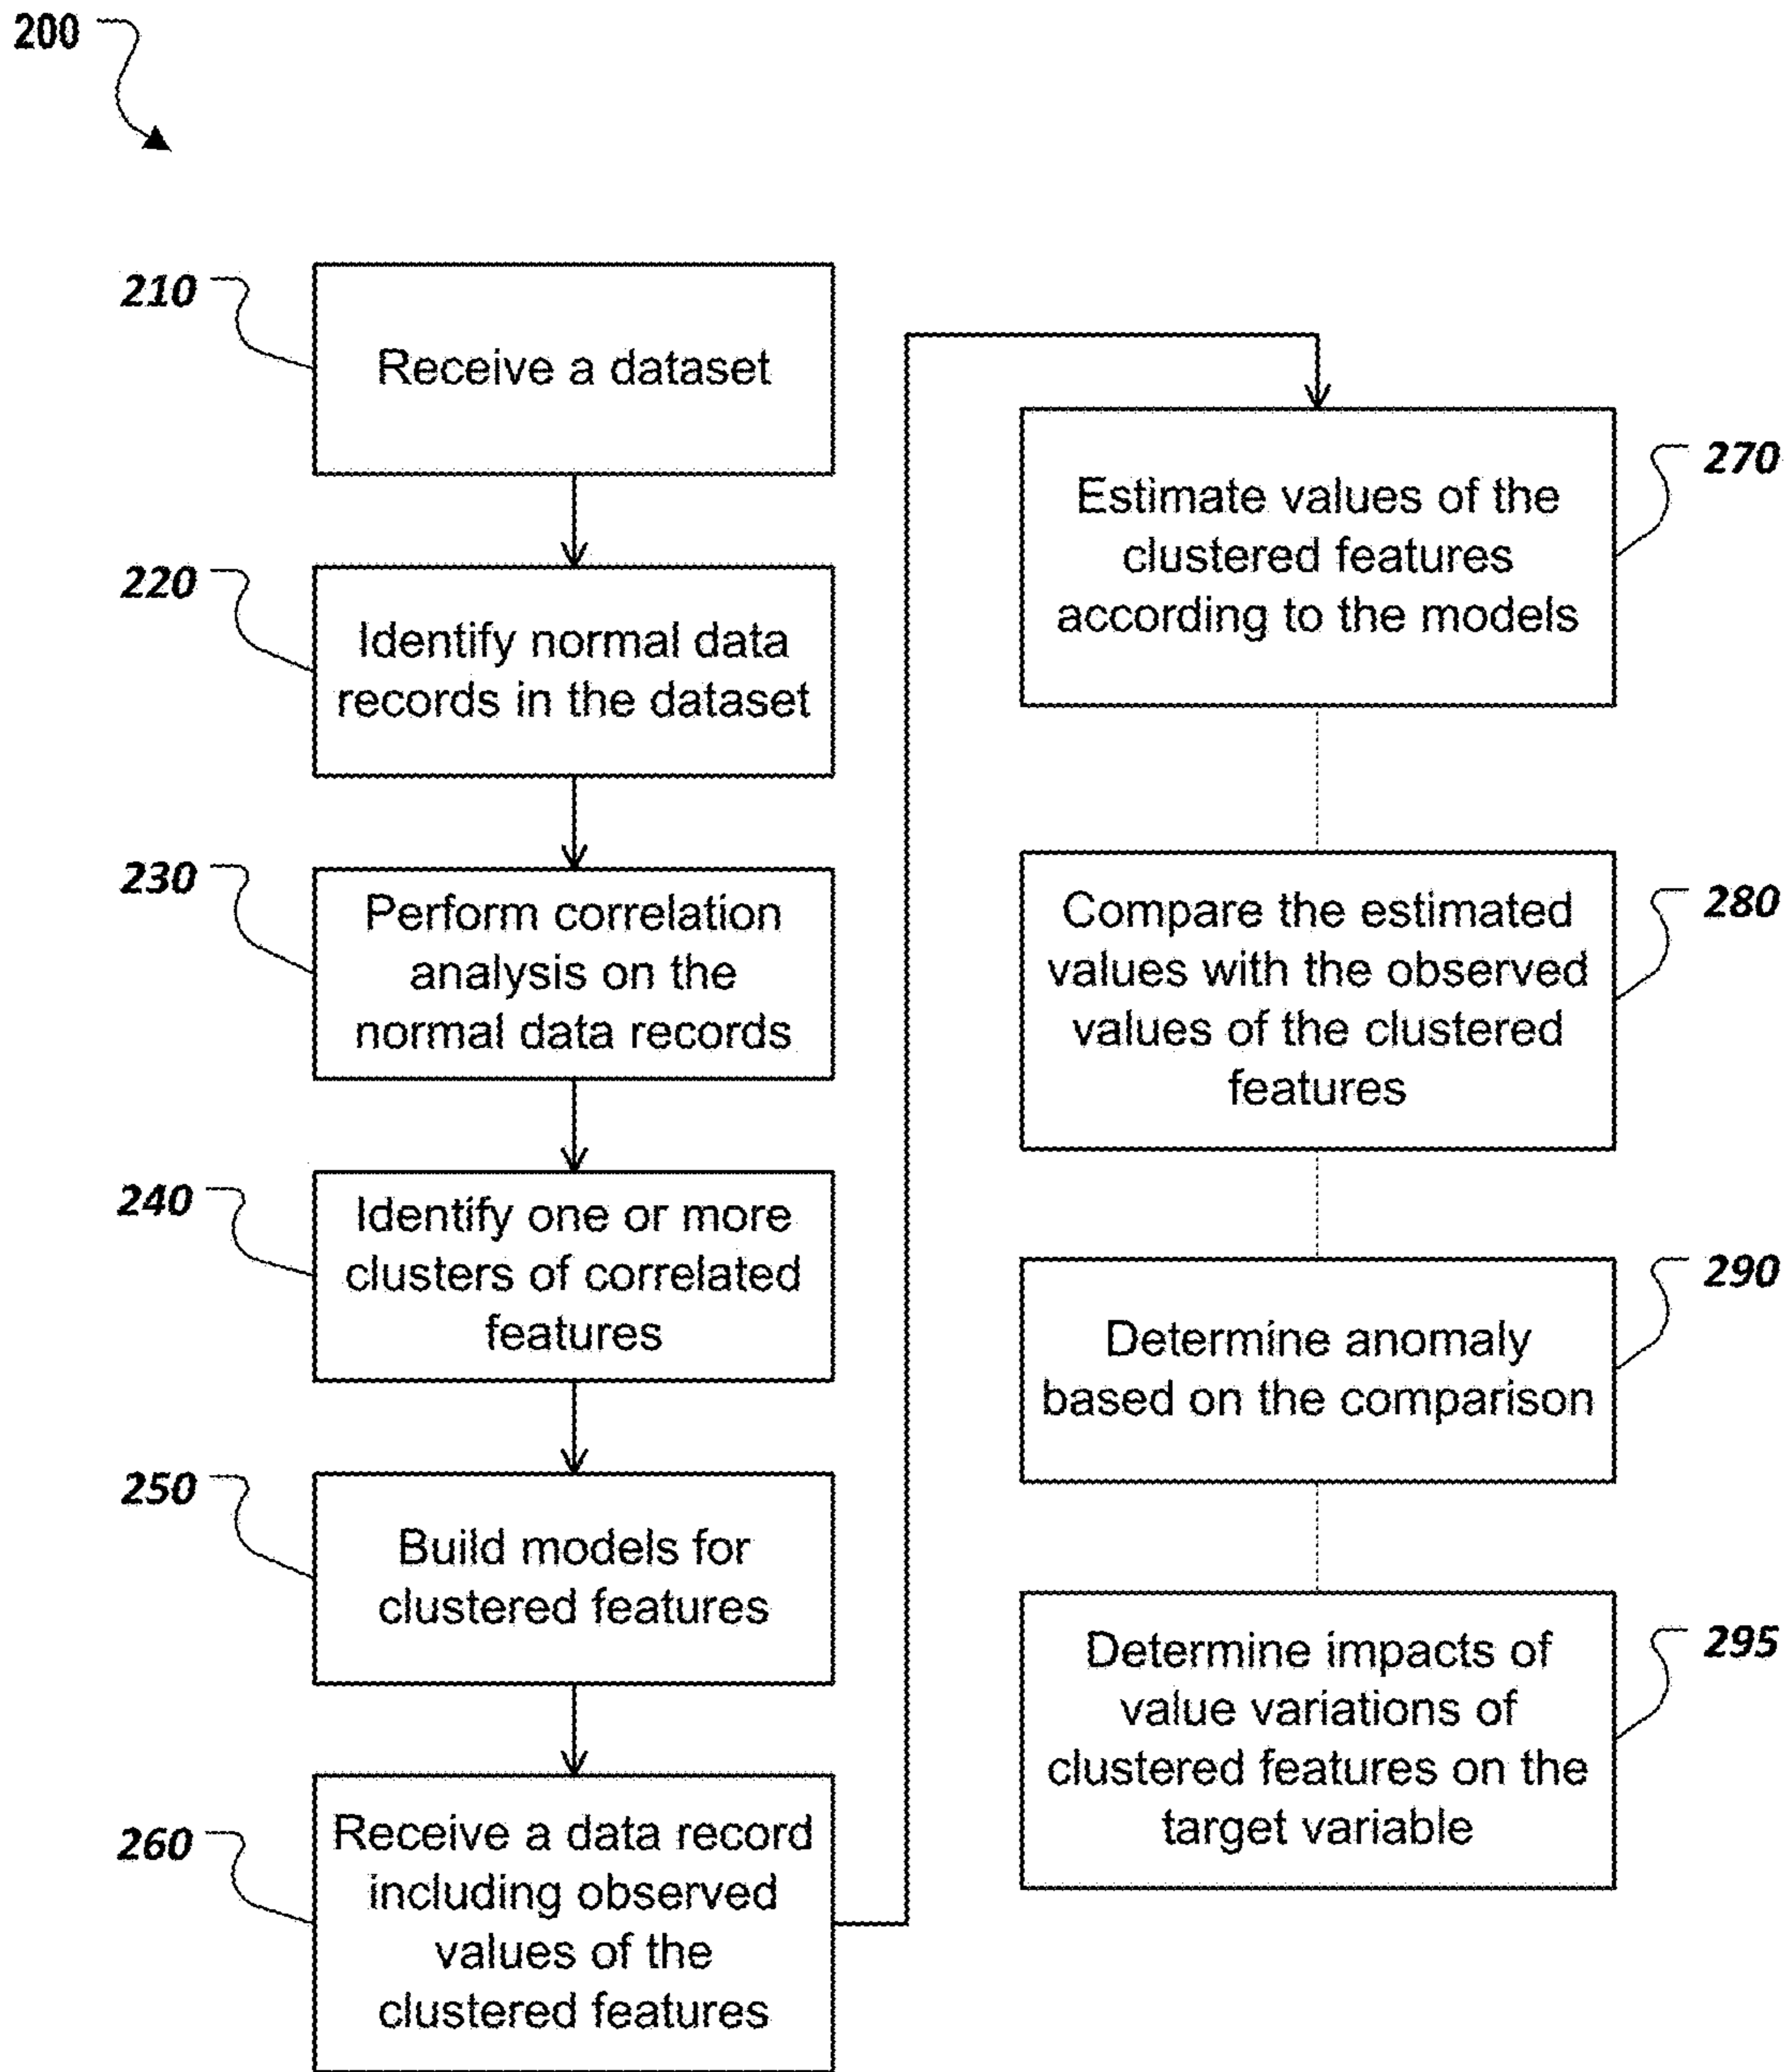 200
210
Receive a dataset
220
Identify normal data
records in the dataset
230
Perform correlation
analysis on the
normal data records
240
Identify one or more
clusters of correlated
features
250
Build models for
clustered features
260
Receive a data record
including observed
values of the
clustered features
270
Estimate values of the
clustered features
according to the models
280
Compare the estimated
values with the observed
values of the clustered
features
290
Determine anomaly
based on the comparison
295
Determine impacts of
value variations of
clustered features on the
target variable